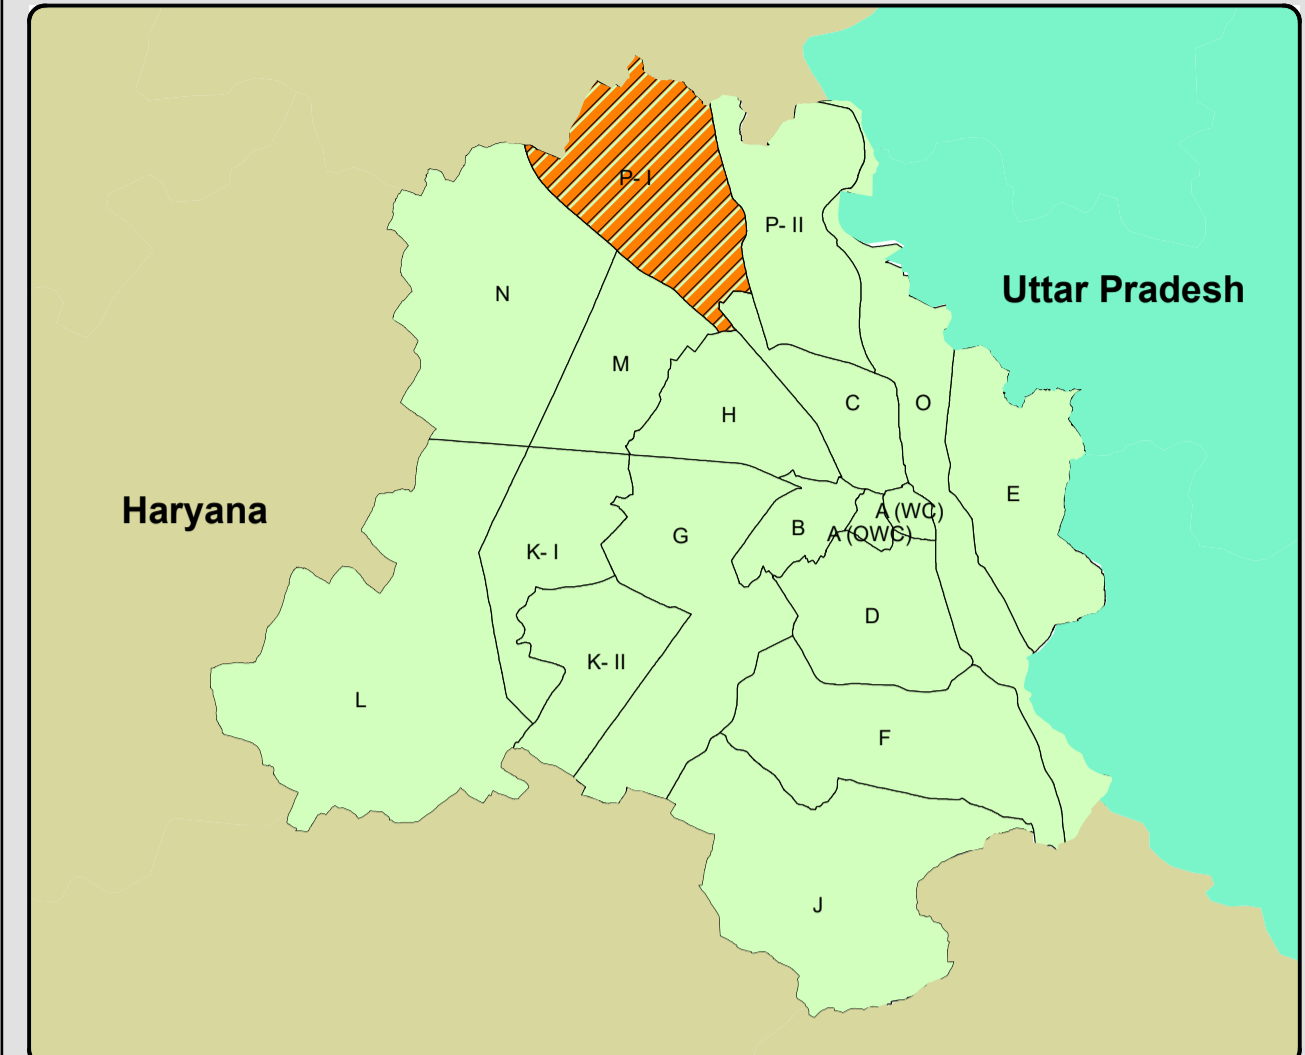 P- I
P- II
Uttar Pradesh
N
M
C
O
H
E
Haryana
A (WC)
B
A (OWC)
G
K- I
D
K- II
L
F
J